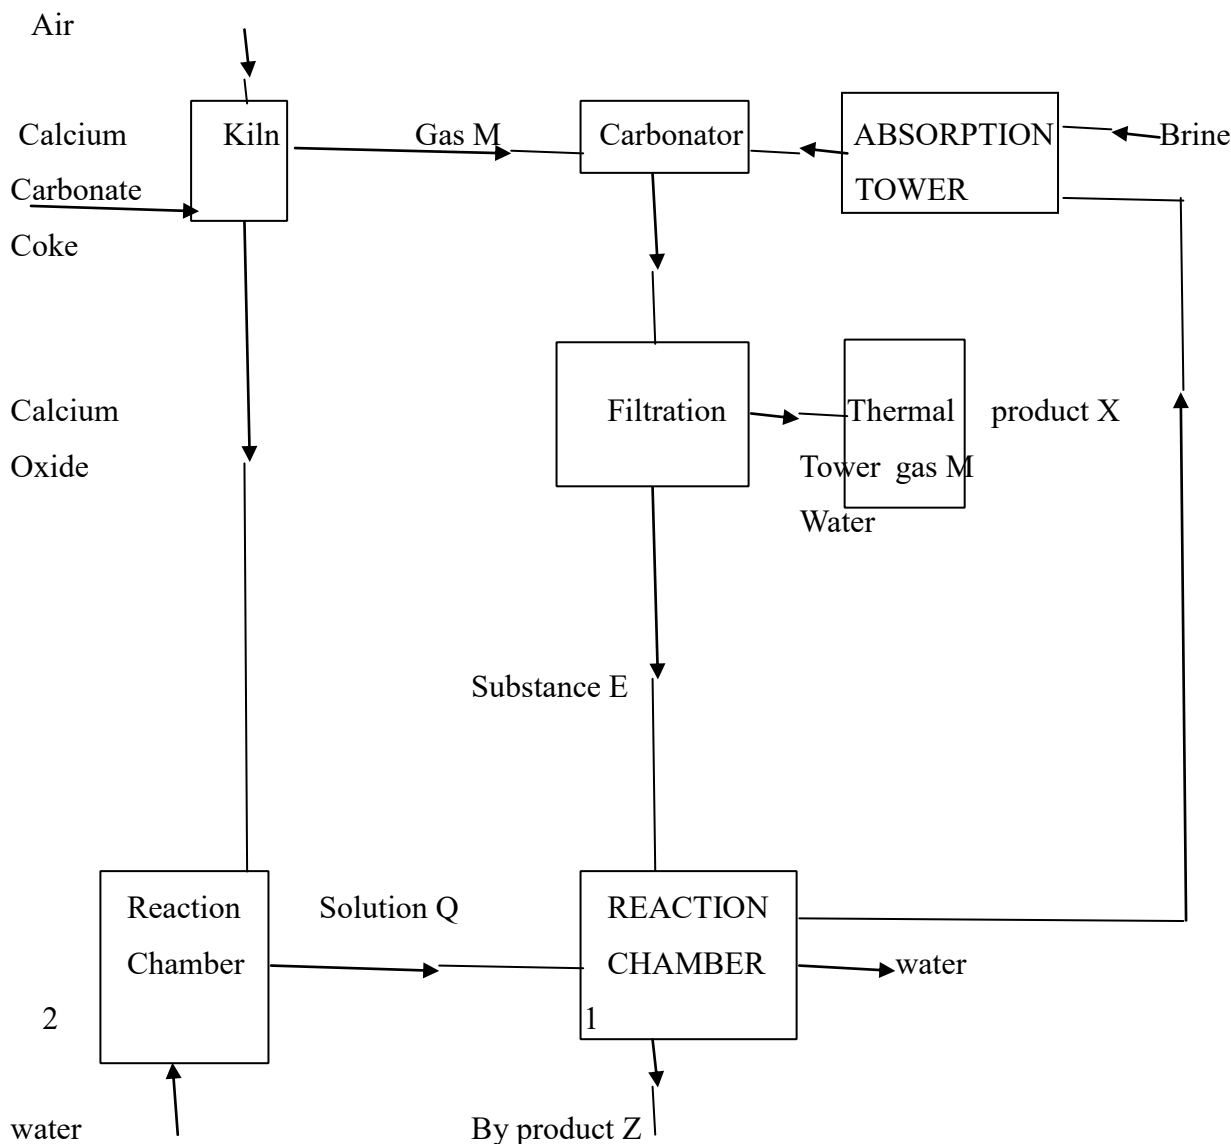 Air
Calcium Kiln Gas M Carbonator ABSORPTION Brine
Carbonate TOWER
Coke
Calcium Filtration Thermal product X
Oxide Tower gas M
Water
Substance E
Reaction Solution Q REACTION
Chamber CHAMBER water
2 1
water By product Z